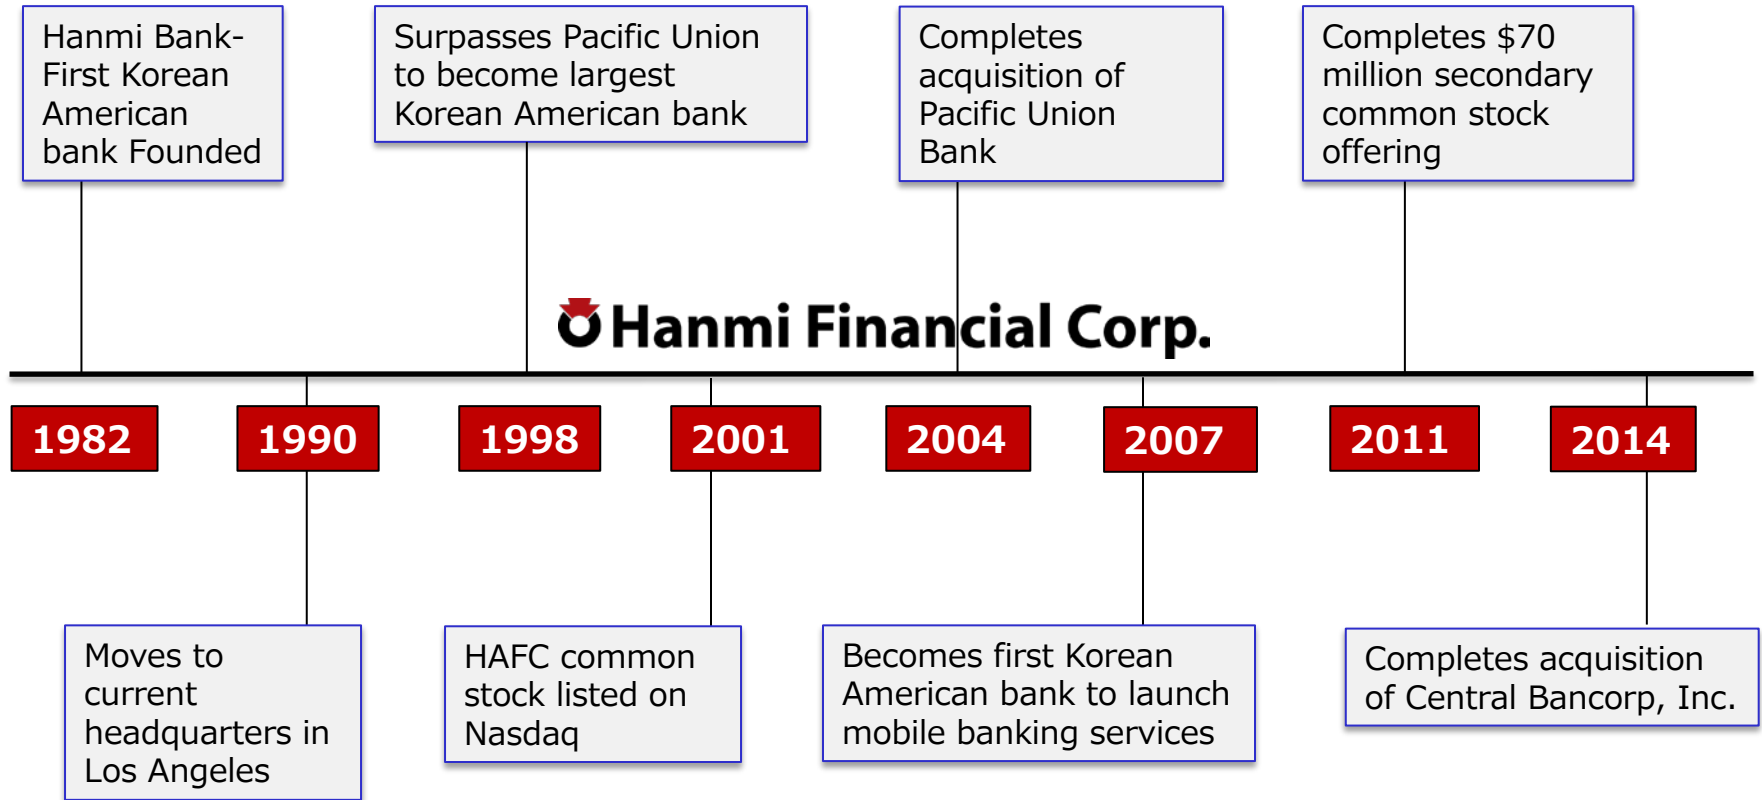 Hanmi Bank-
First Korean
American
bank Founded
Surpasses Pacific Union
to become largest
Korean American bank
Completes
acquisition of
Pacific Union
Bank
Completes $70
million secondary
common stock
offering
Hanmi Financial Corp.
1982
1990
1998
2001
2004
2007
2011
2014
Moves to
current
headquarters in
Los Angeles
HAFC common
stock listed on
Nasdaq
Becomes first Korean
American bank to launch
mobile banking services
Completes acquisition
of Central Bancorp, Inc.